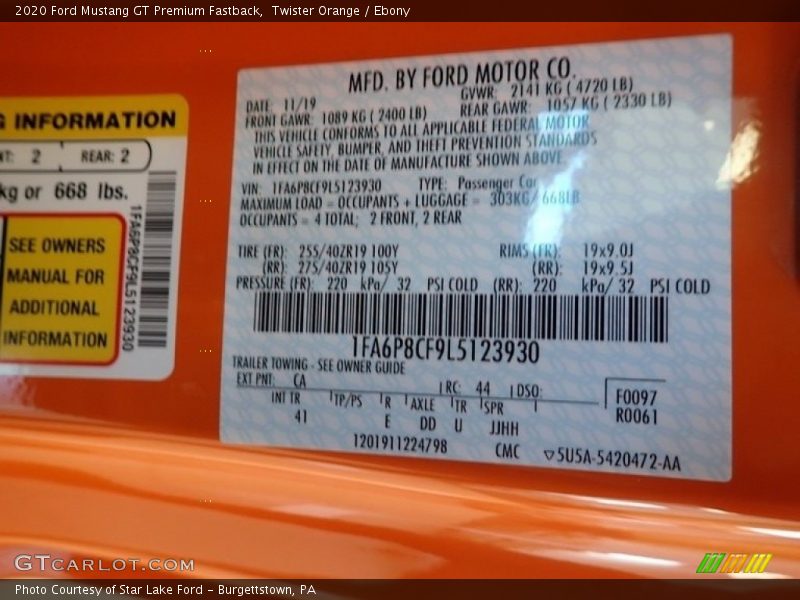 2020 Ford Mustang GT Premium Fastback,  Twister Orange / Ebony
G INFORMATION
NT: 2 REAR: 2
kg or 668 lbs.
SEE OWNERS
MANUAL FOR
ADDITIONAL
INFORMATION
1FA6P8CF9L5123930
MFD. BY FORD MOTOR CO.
DATE: 11/19 GVWR: 2141 KG ( 4720 LB)
FRONT GAWR: 1089 KG ( 2400 LB) REAR GAWR: 1057 KG ( 2330 LB)
THIS VEHICLE CONFORMS TO ALL APPLICABLE FEDERAL MOTOR
VEHICLE SAFETY, BUMPER, AND THEFT PREVENTION STANDARDS
IN EFFECT ON THE DATE OF MANUFACTURE SHOWN ABOVE
VIN: 1FA6P8CF9L5123930 TYPE: Passenger Car
MAXIMUM LOAD = OCCUPANTS + LUGGAGE = 303KG/ 668LB
OCCUPANTS = 4 TOTAL; 2 FRONT, 2 REAR
TIRE (FR): 255/40ZR19 100Y RIMS (FR): 19x9.0J
(RR): 275/40ZR19 105Y (RR): 19x9.5J
PRESSURE (FR): 220 kPa/ 32 PSI COLD (RR): 220 kPa/ 32 PSI COLD
1FA6P8CF9L5123930
TRAILER TOWING - SEE OWNER GUIDE
EXT PNT: CA RC: 44 DSO: F0097
INT TR TP/PS R AXLE TR SPR R0061
41 E DD U JJHH
1201911224798 CMC ▽5U5A-5420472-AA
GTCARLOT.COM
Photo Courtesy of Star Lake Ford - Burgettstown, PA